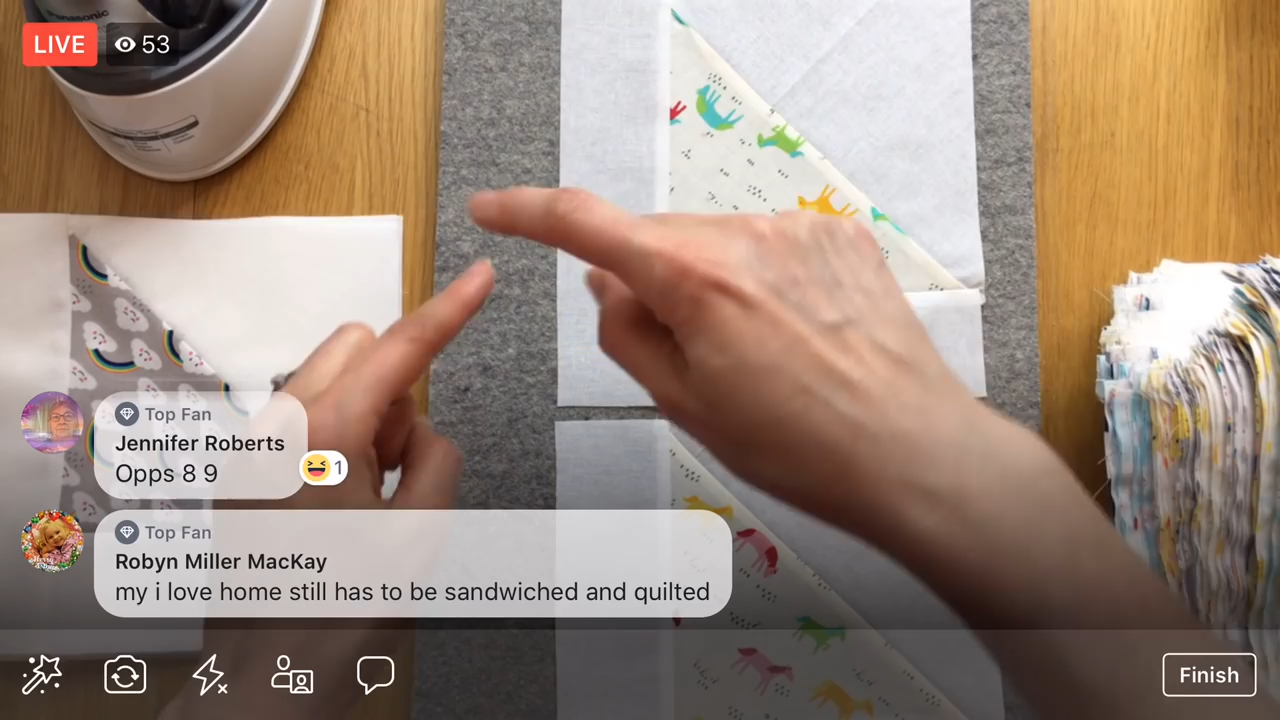 Panasonic
LIVE
53
Top Fan
Jennifer Roberts
Opps 8 9
1
Top Fan
Robyn Miller MacKay
my i love home still has to be sandwiched and quilted
Finish